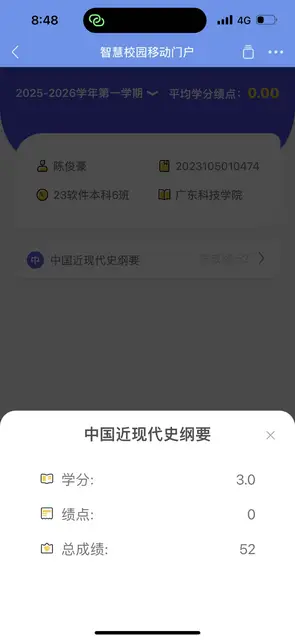 8:48
4G
智慧校园移动门户
2025-2026学年第一学期
平均学分绩点: 0.00
陈俊豪
2023105010474
23软件本科6班
广东科技学院
中
中国近现代史纲要
中国近现代史纲要
学分: 3.0
绩点: 0
总成绩: 52